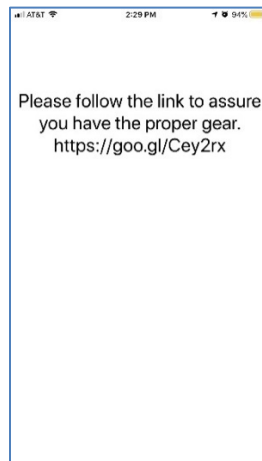 AT&T 2:29 PM 94%
Please follow the link to assure
you have the proper gear.
https://goo.gl/Cey2rx